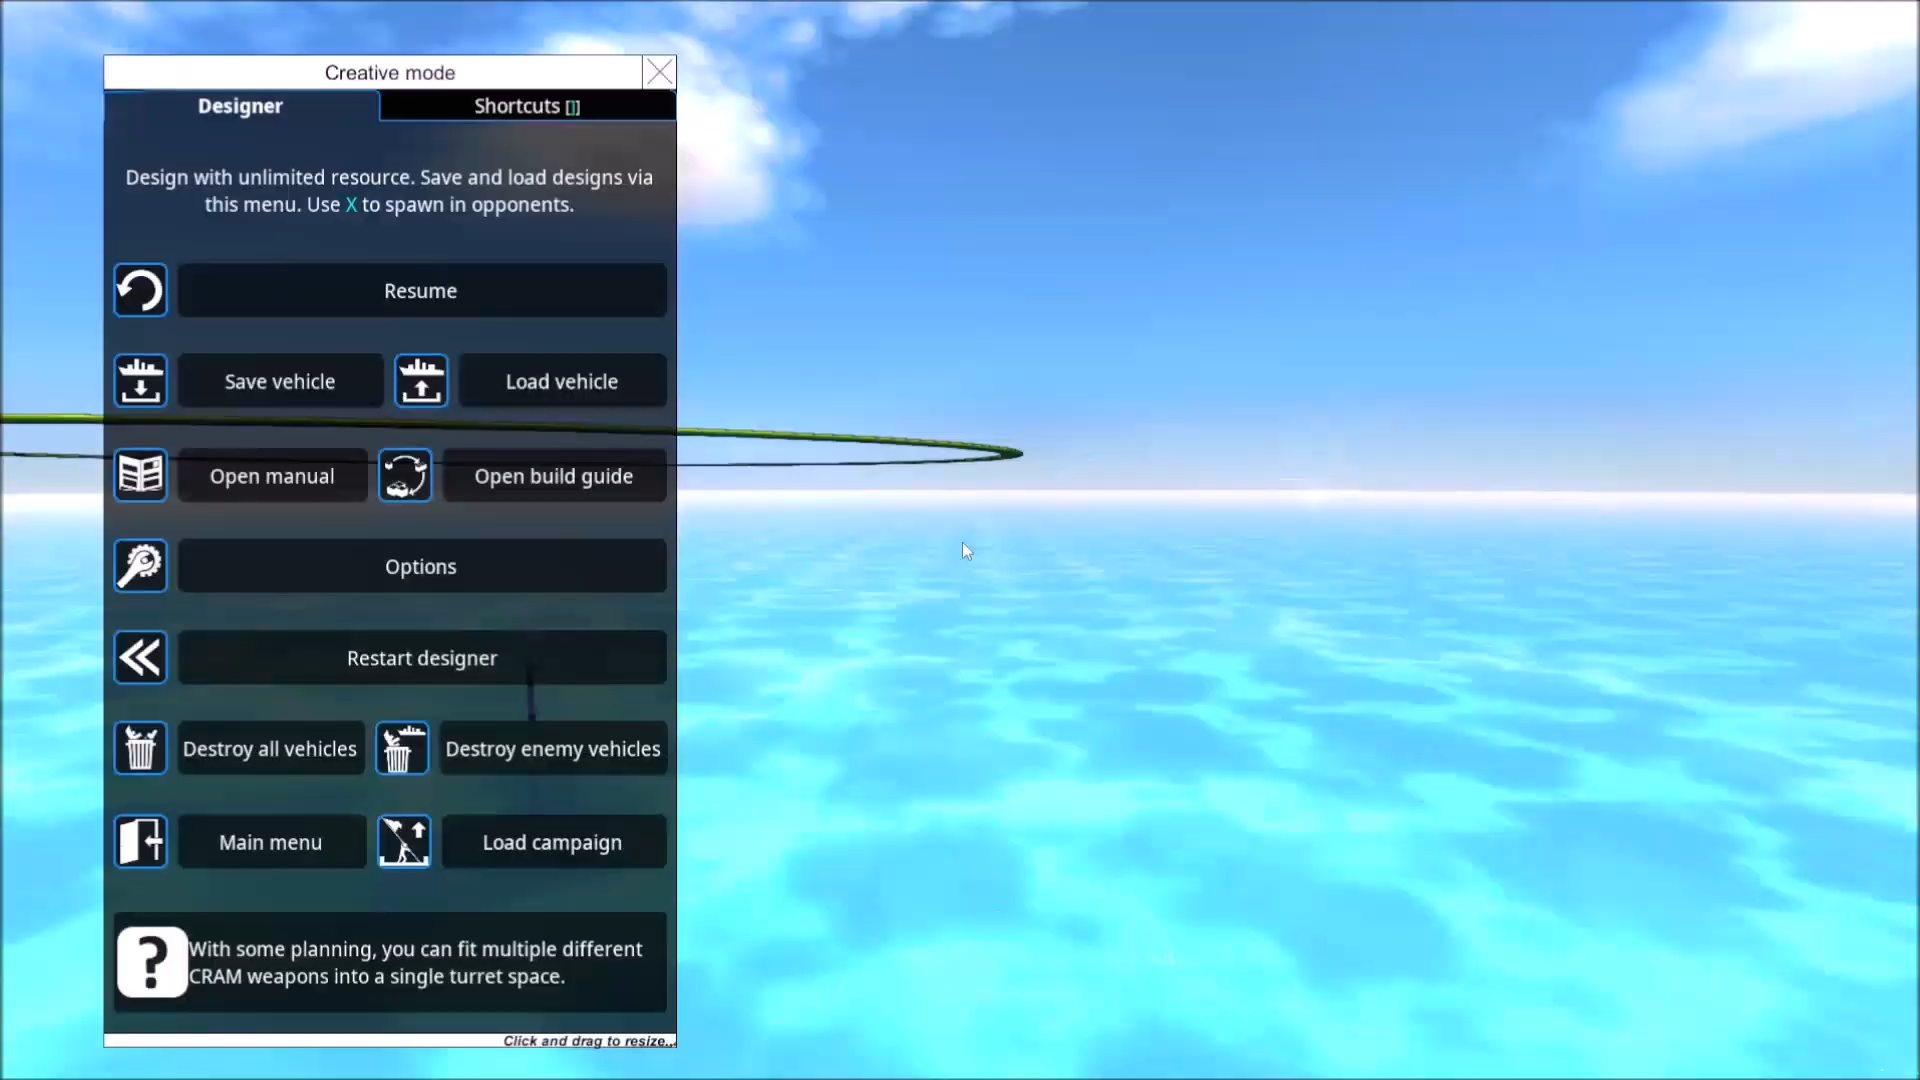 Creative mode
Designer
Shortcuts []]
Design with unlimited resource. Save and load designs via
this menu. Use X to spawn in opponents.
Resume
Save vehicle
Load vehicle
Open manual
Open build guide
Options
Restart designer
Destroy all vehicles
Destroy enemy vehicles
Main menu
Load campaign
?
With some planning, you can fit multiple different
CRAM weapons into a single turret space.
Click and drag to resize...